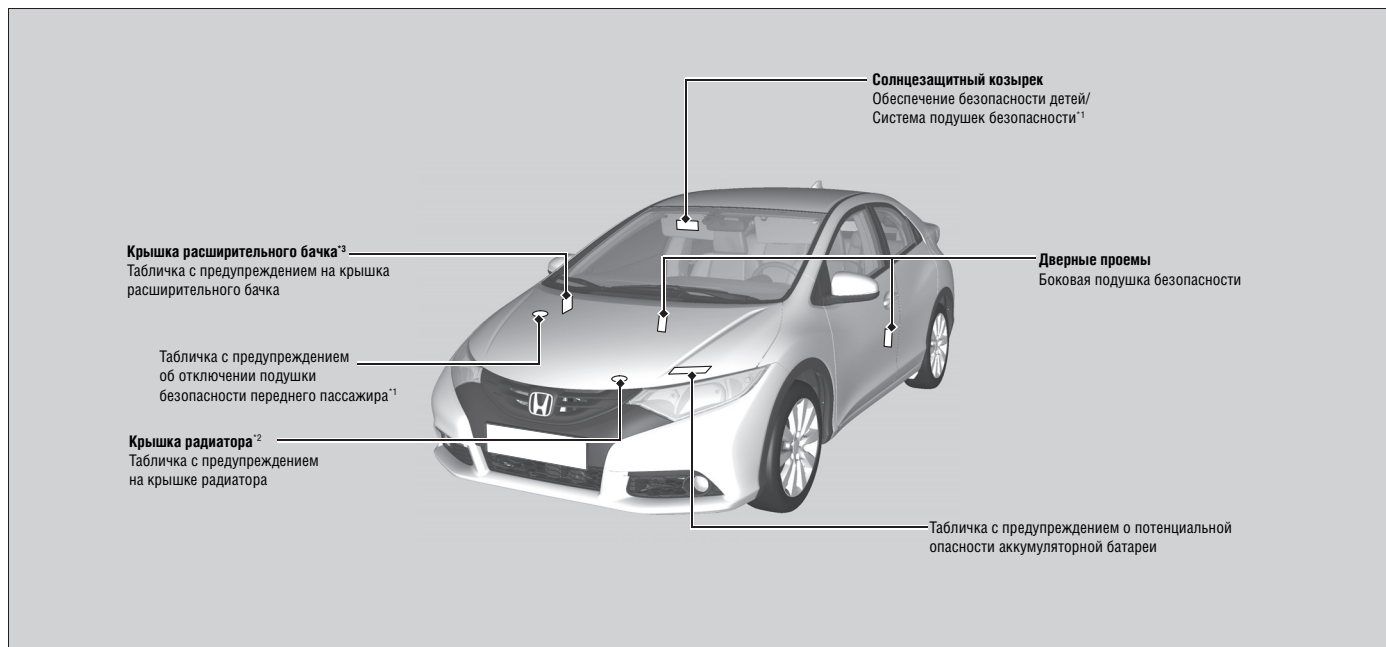 Солнцезащитный козырек
Обеспечение безопасности детей/
Система подушек безопасности*1
Крышка расширительного бачка*3
Табличка с предупреждением на крышка
расширительного бачка
Дверные проемы
Боковая подушка безопасности
Табличка с предупреждением
об отключении подушки
безопасности переднего пассажира*1
Крышка радиатора*2
Табличка с предупреждением
на крышке радиатора
Табличка с предупреждением о потенциальной
опасности аккумуляторной батареи